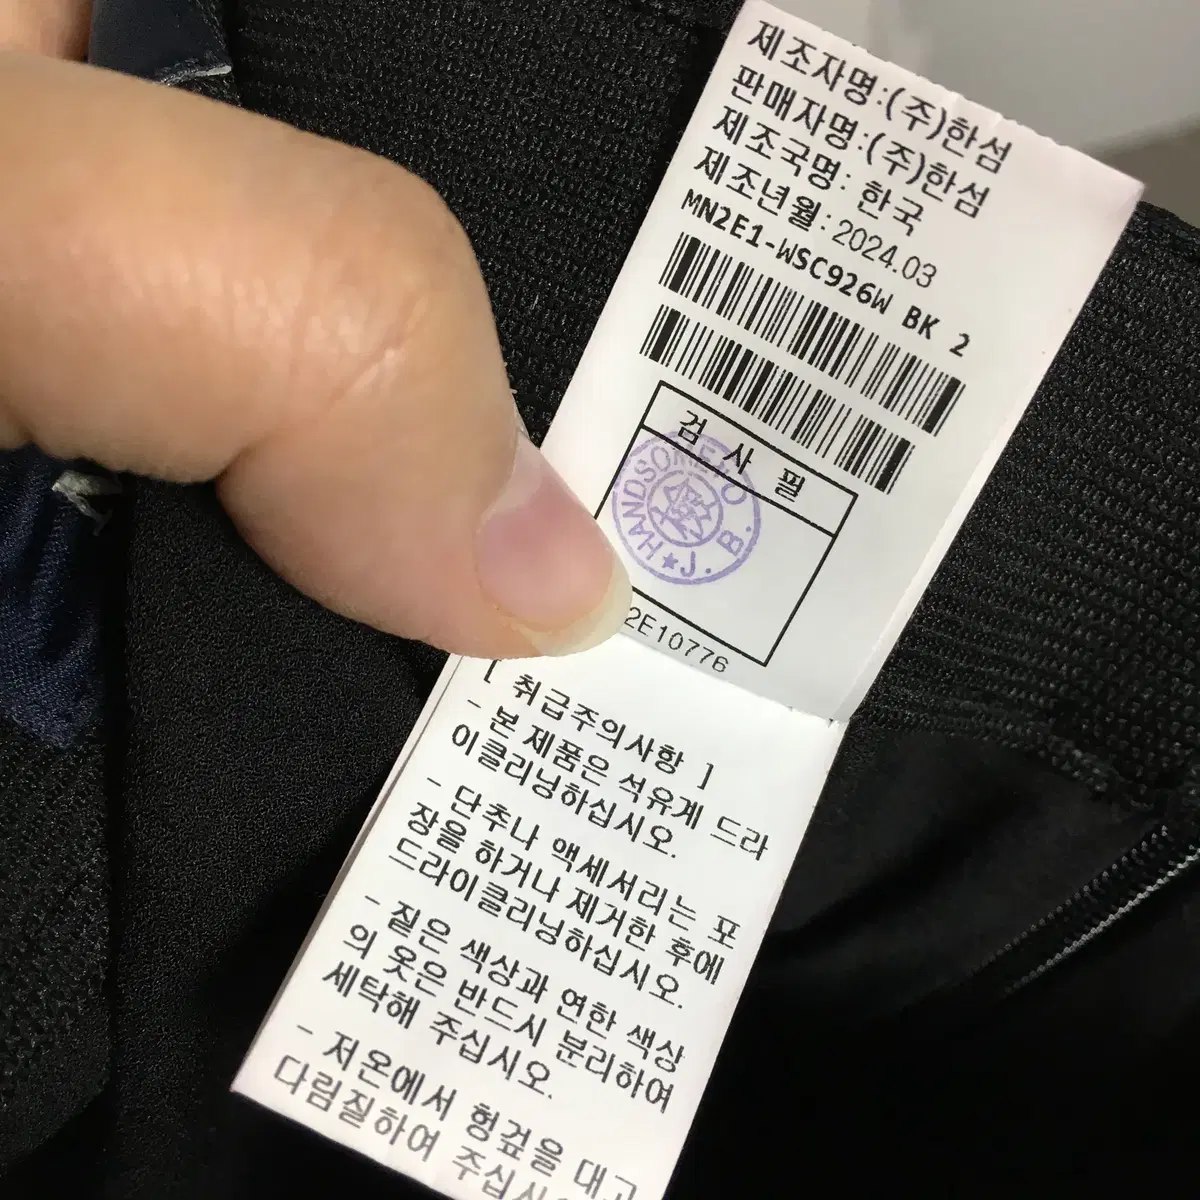 제조자명:(주)한섬
판매자명:(주)한섬
제조국명: 한국
제조년월:2024.03
MN2E1-WSC926W BK 2
검 사 필
HANDSOME
J.B.O
2E10776
[ 취급주의사항 ]
- 본 제품은 석유계 드라
이클리닝하십시오.
- 단추나 액세서리는 포
장을 하거나 제거한 후에
드라이클리닝하십시오.
- 짙은 색상과 연한 색상
의 옷은 반드시 분리하여
세탁해 주십시오.
- 저온에서 헝겊을 대고
다림질하여 주십시오